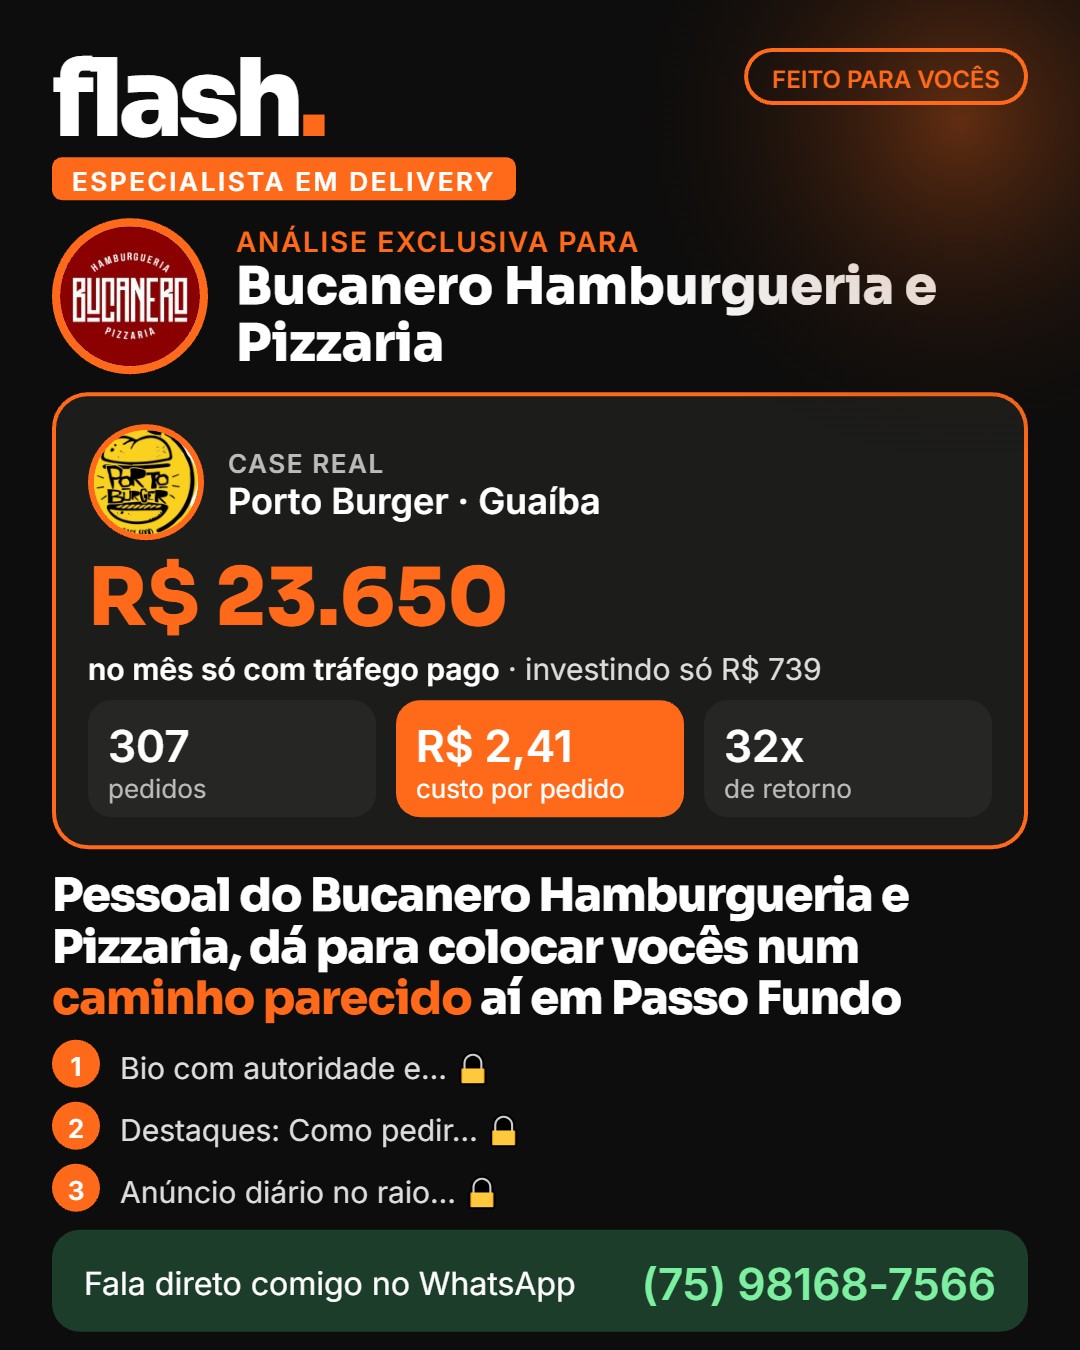 flash.
FEITO PARA VOCÊS
ESPECIALISTA EM DELIVERY
HAMBURGUERIA
BUCANERO
PIZZARIA
ANÁLISE EXCLUSIVA PARA
Bucanero Hamburgueria e
Pizzaria
PORTO
BURGER
CASE REAL
Porto Burger · Guaíba
R$ 23.650
no mês só com tráfego pago · investindo só R$ 739
307
pedidos
R$ 2,41
custo por pedido
32x
de retorno
Pessoal do Bucanero Hamburgueria e
Pizzaria, dá para colocar vocês num
caminho parecido aí em Passo Fundo
1 Bio com autoridade e... 🔒
2 Destaques: Como pedir... 🔒
3 Anúncio diário no raio... 🔒
Fala direto comigo no WhatsApp (75) 98168-7566